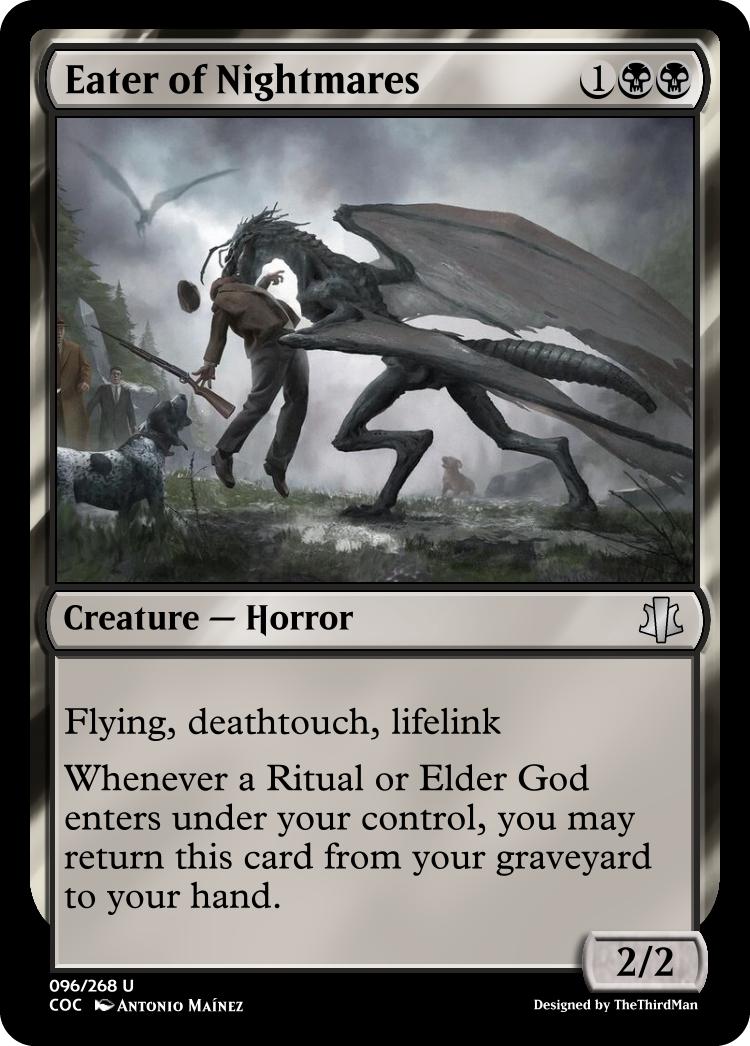 Eater of Nightmares 1
Creature — Horror
Flying, deathtouch, lifelink
Whenever a Ritual or Elder God
enters under your control, you may
return this card from your graveyard
to your hand.
2/2
096/268 U
COC Antonio Maínez
Designed by TheThirdMan